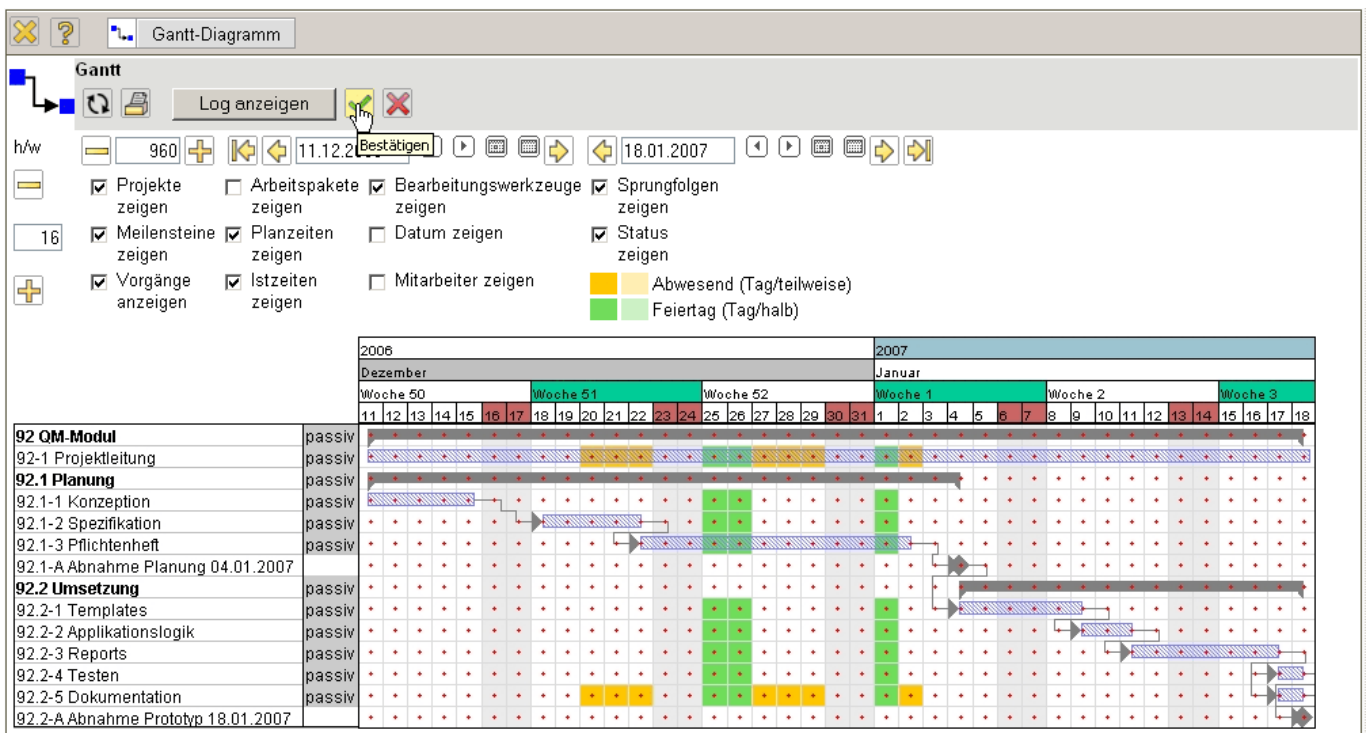 Gantt-Diagramm
Gantt
Log anzeigen
Bestätigen
h/w
960
11.12.2
18.01.2007
16
Projekte zeigen
Arbeitspakete zeigen
Bearbeitungswerkzeuge zeigen
Sprungfolgen zeigen
Meilensteine zeigen
Planzeiten zeigen
Datum zeigen
Status zeigen
Vorgänge anzeigen
Istzeiten zeigen
Mitarbeiter zeigen
Abwesend (Tag/teilweise)
Feiertag (Tag/halb)
2006 2007
Dezember Januar
Woche 50 Woche 51 Woche 52 Woche 1 Woche 2 Woche 3
11 12 13 14 15 16 17 18 19 20 21 22 23 24 25 26 27 28 29 30 31 1 2 3 4 5 6 7 8 9 10 11 12 13 14 15 16 17 18
92 QM-Modul passiv
92-1 Projektleitung passiv
92.1 Planung passiv
92.1-1 Konzeption passiv
92.1-2 Spezifikation passiv
92.1-3 Pflichtenheft passiv
92.1-A Abnahme Planung 04.01.2007
92.2 Umsetzung passiv
92.2-1 Templates passiv
92.2-2 Applikationslogik passiv
92.2-3 Reports passiv
92.2-4 Testen passiv
92.2-5 Dokumentation passiv
92.2-A Abnahme Prototyp 18.01.2007